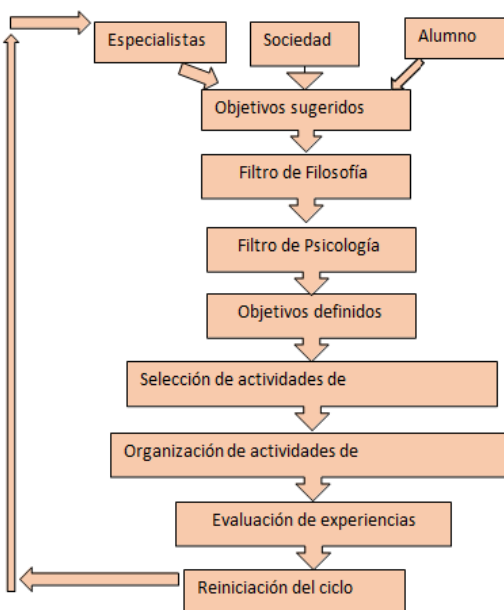 Especialistas
Sociedad
Alumno
Objetivos sugeridos
Filtro de Filosofía
Filtro de Psicología
Objetivos definidos
Selección de actividades de
Organización de actividades de
Evaluación de experiencias
Reiniciación del ciclo